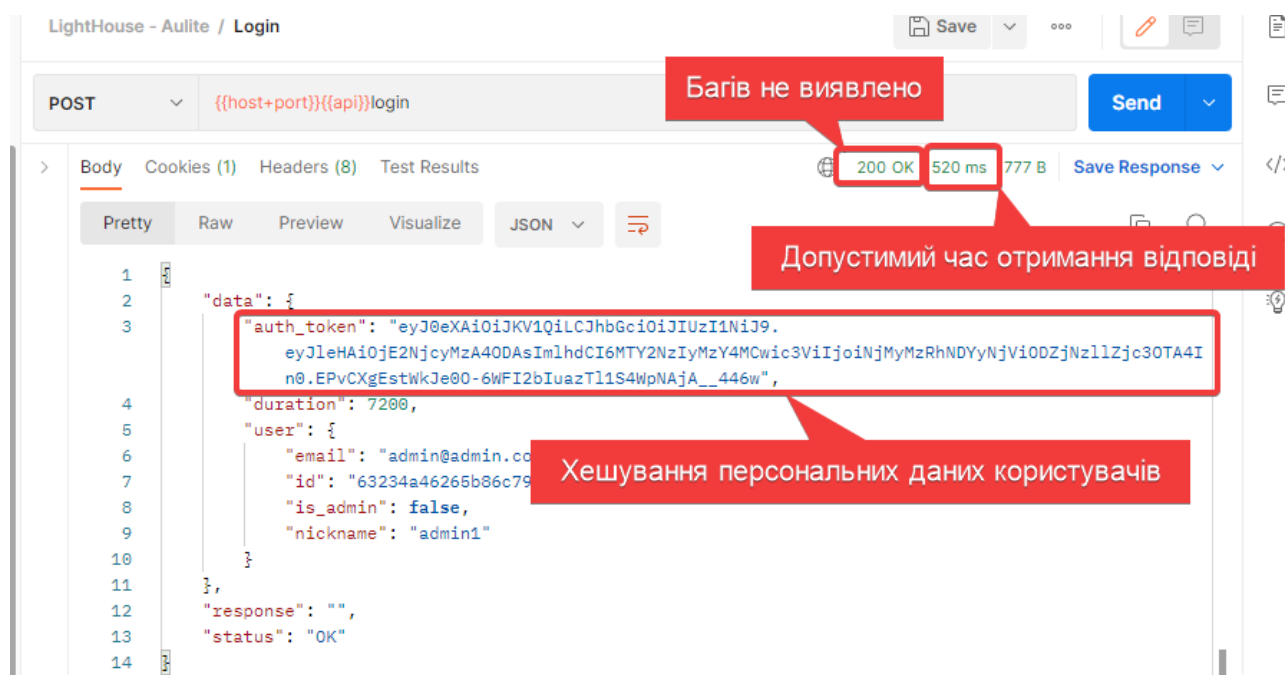 LightHouse - Aulite / Login
Save
POST
{{host+port}}{{api}}login
Багів не виявлено
Send
Body Cookies (1) Headers (8) Test Results
200 OK 520 ms 777 B Save Response
Pretty Raw Preview Visualize JSON
Допустимий час отримання відповіді
1 {
2 "data": {
3 "auth_token": "eyJ0eXAiOiJKV1QiLCJhbGciOiJIUzI1NiJ9.
eyJleHAiOjE2NjcyMzA4ODAsImlhdCI6MTY2NzIyMzY4MCwic3ViIjoiNjMyMzRhNDYyNjViODZjNzllZjc3OTA4I
n0.EPvCXgEstWkJe0O-6WFI2bIuazTl1S4WpNAjA__446w",
4 "duration": 7200,
5 "user": {
6 "email": "admin@admin.co
Хешування персональних даних користувачів
7 "id": "63234a46265b86c79
8 "is_admin": false,
9 "nickname": "admin1"
10 }
11 },
12 "response": "",
13 "status": "OK"
14 }